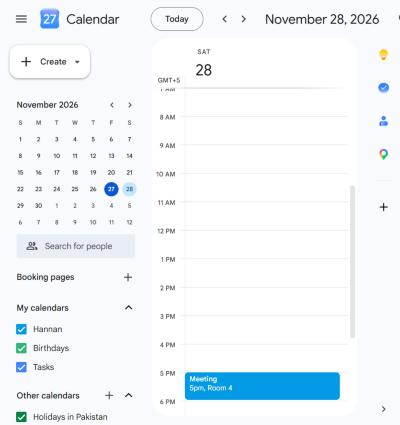 27 Calendar Today November 28, 2026
Create
SAT
28
GMT+5
November 2026
S M T W T F S
1 2 3 4 5 6 7
8 9 10 11 12 13 14
15 16 17 18 19 20 21
22 23 24 25 26 27 28
29 30 1 2 3 4 5
6 7 8 9 10 11 12
Search for people
Booking pages
My calendars
Hannan
Birthdays
Tasks
Other calendars
Holidays in Pakistan
8 AM
9 AM
10 AM
11 AM
12 PM
1 PM
2 PM
3 PM
4 PM
5 PM
Meeting
5pm, Room 4
6 PM